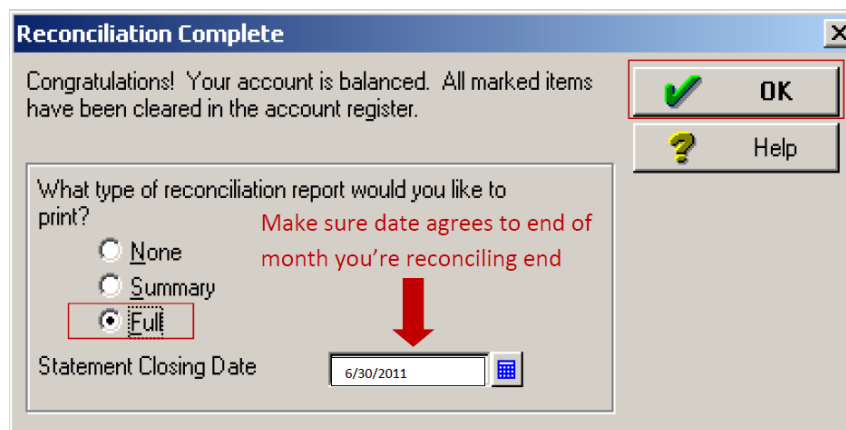 Reconciliation Complete
Congratulations! Your account is balanced. All marked items
have been cleared in the account register.
OK
Help
What type of reconciliation report would you like to
print?
Make sure date agrees to end of
month you're reconciling end
None
Summary
Full
Statement Closing Date
6/30/2011